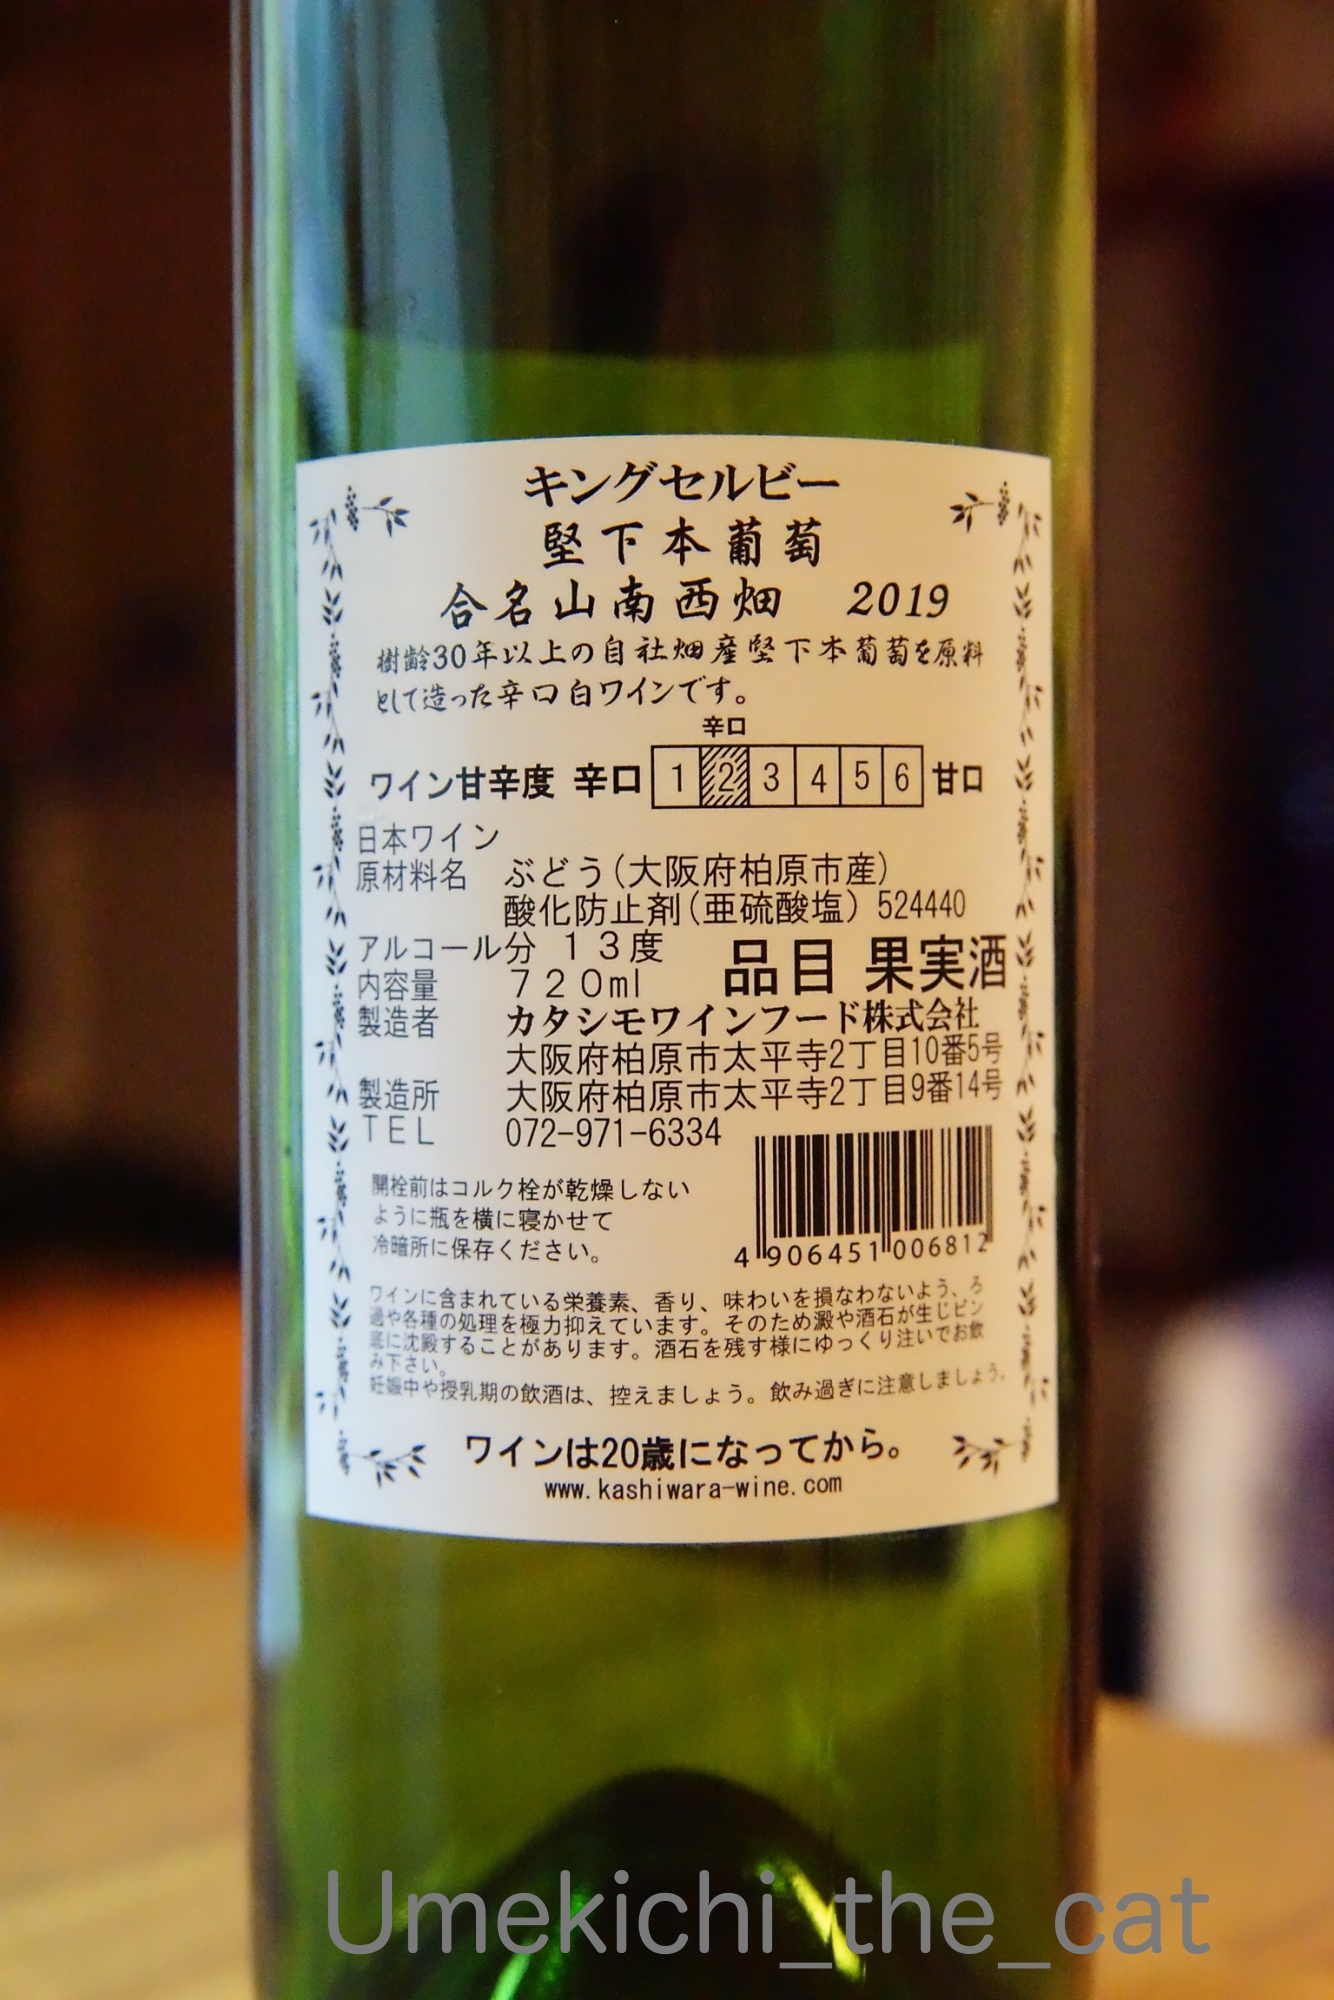 キングセルビー
堅下本葡萄
合名山南西畑 2019
樹齢30年以上の自社畑産堅下本葡萄を原料
として造った辛口白ワインです。
辛口
ワイン甘辛度 辛口 1 2 3 4 5 6 甘口
日本ワイン
原材料名 ぶどう(大阪府柏原市産)
酸化防止剤(亜硫酸塩) 524440
アルコール分 13度
内容量 720ml 品目 果実酒
製造者 カタシモワインフード株式会社
大阪府柏原市太平寺2丁目10番5号
製造所 大阪府柏原市太平寺2丁目9番14号
TEL 072-971-6334
開栓前はコルク栓が乾燥しない
ように瓶を横に寝かせて
冷暗所に保存ください。
4 906451 006812
ワインに含まれている栄養素、香り、味わいを損なわないよう、ろ
過や各種の処理を極力抑えています。そのため澱や酒石が生じビン
底に沈殿することがあります。酒石を残す様にゆっくり注いでお飲
み下さい。
妊娠中や授乳期の飲酒は、控えましょう。飲み過ぎに注意しましょう。
ワインは20歳になってから。
www.kashiwara-wine.com
Umekichi_the_cat